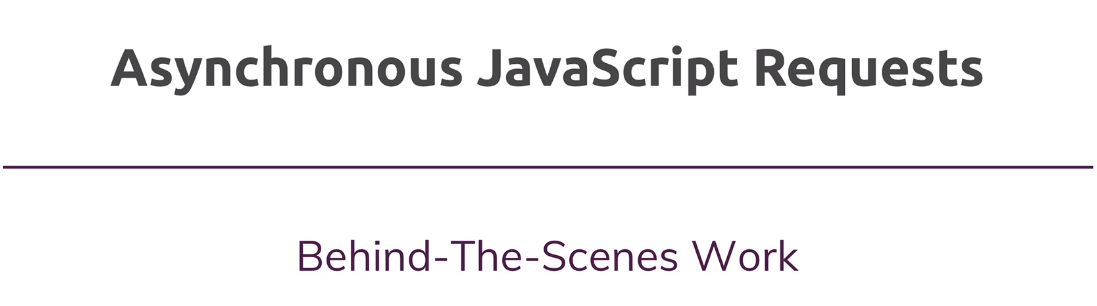 Asynchronous JavaScript Requests
Behind-The-Scenes Work